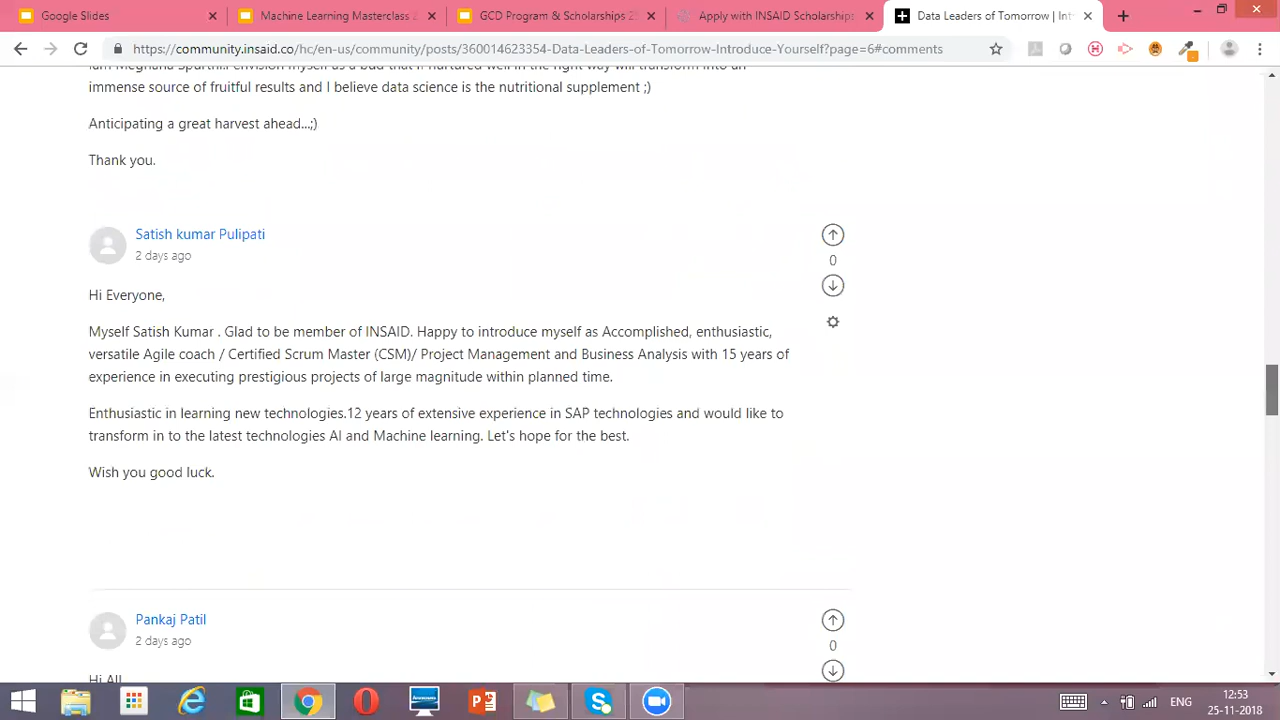 Google Slides
Machine Learning Masterclass 2
GCD Program & Scholarships 25
Apply with INSAID Scholarships
Data Leaders of Tomorrow | Int
https://community.insaid.co/hc/en-us/community/posts/360014623354-Data-Leaders-of-Tomorrow-Introduce-Yourself?page=6#comments
immense source of fruitful results and I believe data science is the nutritional supplement ;)
Anticipating a great harvest ahead...;)
Thank you.
Satish kumar Pulipati
2 days ago
0
Hi Everyone,
Myself Satish Kumar . Glad to be member of INSAID. Happy to introduce myself as Accomplished, enthusiastic,
versatile Agile coach / Certified Scrum Master (CSM)/ Project Management and Business Analysis with 15 years of
experience in executing prestigious projects of large magnitude within planned time.
Enthusiastic in learning new technologies.12 years of extensive experience in SAP technologies and would like to
transform in to the latest technologies AI and Machine learning. Let's hope for the best.
Wish you good luck.
Pankaj Patil
2 days ago
0
Hi All
ENG
12:53
25-11-2018